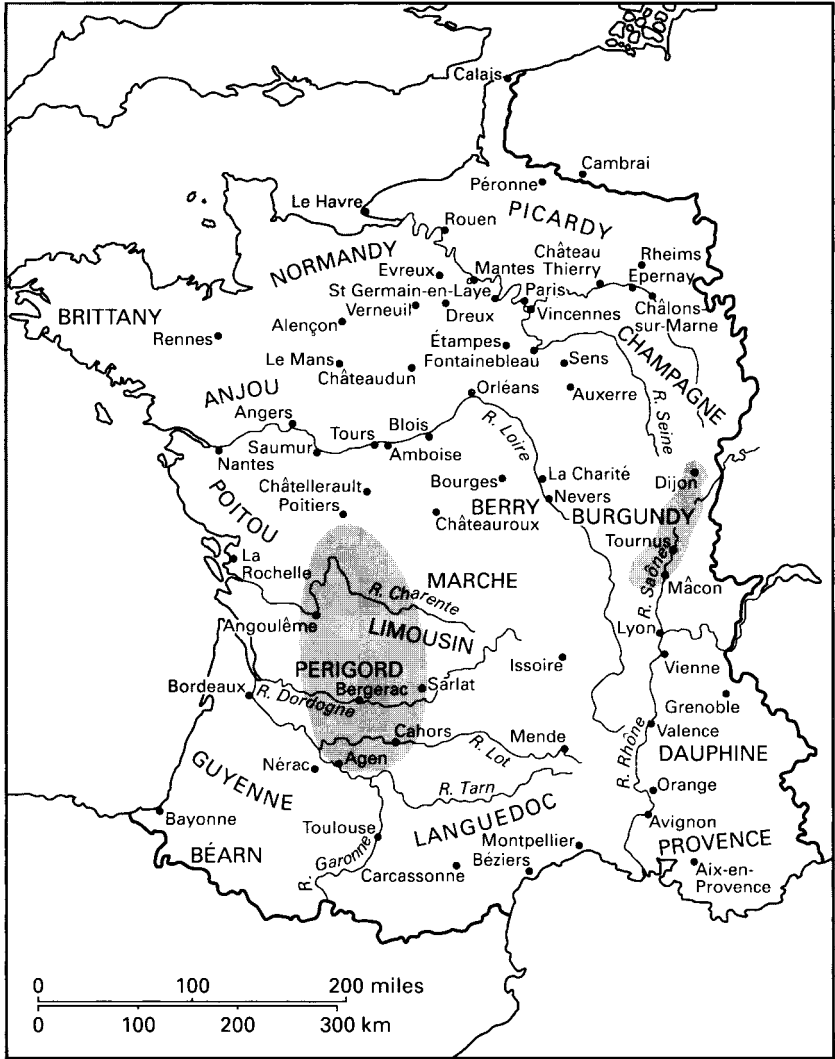 Calais
Cambrai
Péronne
PICARDY
Le Havre
Rouen
NORMANDY
Château
Thierry
Rheims
Evreux
Mantes
Epernay
St Germain-en-Laye
Paris
Verneuil
Dreux
Vincennes
Châlons-
sur-Marne
BRITTANY
Rennes
Alençon
Étampes
CHAMPAGNE
Le Mans
Fontainebleau
Sens
Châteaudun
ANJOU
Orléans
Auxerre
R. Seine
Angers
Blois
R. Loire
Tours
Amboise
Saumur
Nantes
Dijon
La Charité
Bourges
Châtellerault
Nevers
POITOU
Poitiers
BERRY
BURGUNDY
Châteauroux
Tournus
La
Rochelle
R. Saône
MARCHE
Mâcon
R. Charente
Angoulême
LIMOUSIN
Lyon
Issoire
Vienne
PERIGORD
Bordeaux
R. Dordogne
Bergerac
Sarlat
Grenoble
Valence
Cahors
R. Lot
Mende
R. Rhône
DAUPHINE
Nérac
Agen
GUYENNE
R. Tarn
Orange
Bayonne
Toulouse
LANGUEDOC
Avignon
BÉARN
R. Garonne
Montpellier
PROVENCE
Béziers
Carcassonne
Aix-en-
Provence
0 100 200 miles
0 100 200 300 km